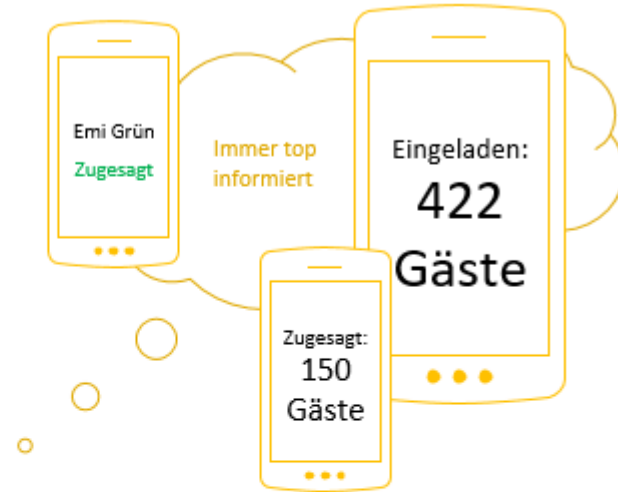 Emi Grün
Zugesagt
Immer top
informiert
Eingeladen:
422
Gäste
Zugesagt:
150
Gäste